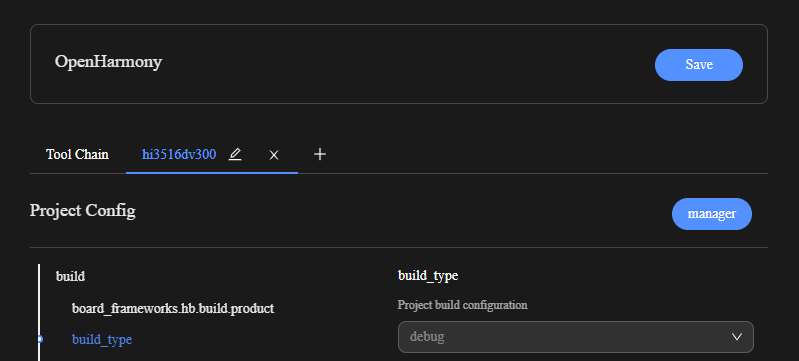 OpenHarmony
Save
Tool Chain
hi3516dv300
Project Config
manager
build
build_type
board_frameworks.hb.build.product
Project build configuration
build_type
debug